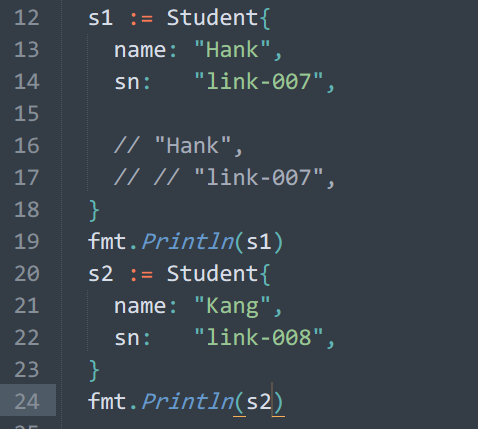 12 s1 := Student{
13 name: "Hank",
14 sn: "link-007",
15
16 // "Hank",
17 // // "link-007",
18 }
19 fmt.Println(s1)
20 s2 := Student{
21 name: "Kang",
22 sn: "link-008",
23 }
24 fmt.Println(s2)